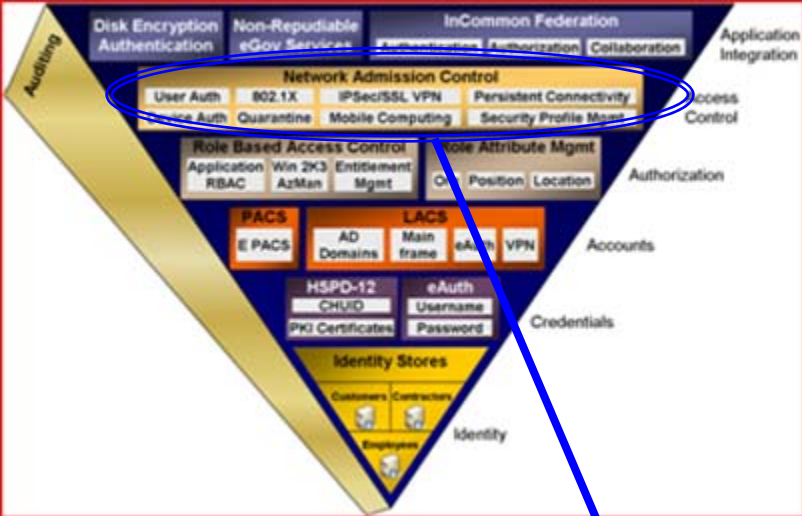 Auditing
Disk Encryption
Authentication
Non-Repudiable
eGov Services
InCommon Federation
Authentication Authorization Collaboration
Application
Integration
Network Admission Control
User Auth 802.1X IPSec/SSL VPN Persistent Connectivity
Device Auth Quarantine Mobile Computing Security Profile Mgmt
Access
Control
Role Based Access Control
Application
RBAC
Win 2K3
AzMan
Entitlement
Mgmt
Role Attribute Mgmt
Position Location
Authorization
PACS
E PACS
LACS
AD
Domains
Main
frame
eAuth
VPN
Accounts
HSPD-12
CHUID
PKI Certificates
eAuth
Username
Password
Credentials
Identity Stores
Customers Contractors
Employees
Identity